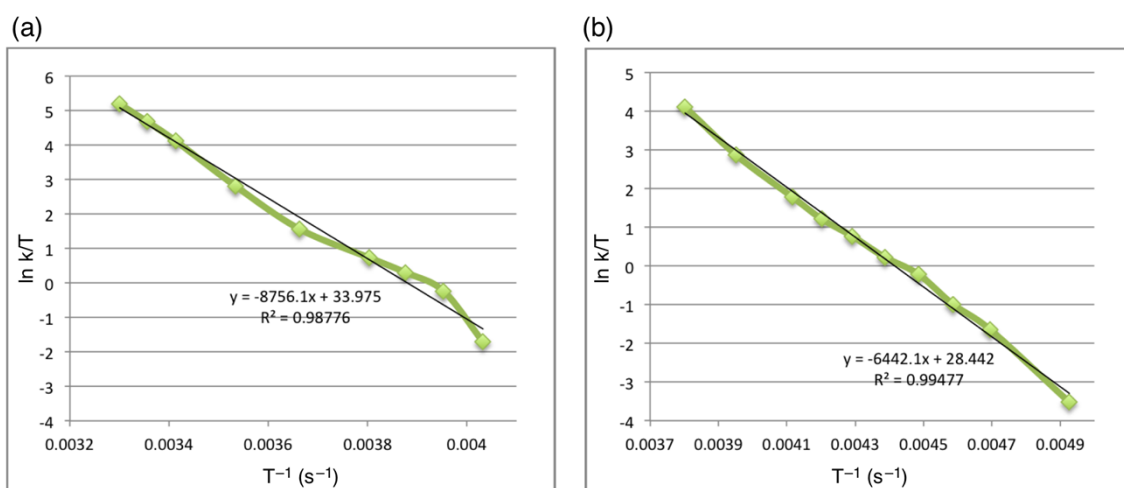 (a)
6
5
4
3
2
1
0
-1
-2
-3
-4
ln k/T
y = -8756.1x + 33.975
R² = 0.98776
0.0032 0.0034 0.0036 0.0038 0.004
T⁻¹ (s⁻¹)
(b)
5
4
3
2
1
0
-1
-2
-3
-4
ln k/T
y = -6442.1x + 28.442
R² = 0.99477
0.0037 0.0039 0.0041 0.0043 0.0045 0.0047 0.0049
T⁻¹ (s⁻¹)